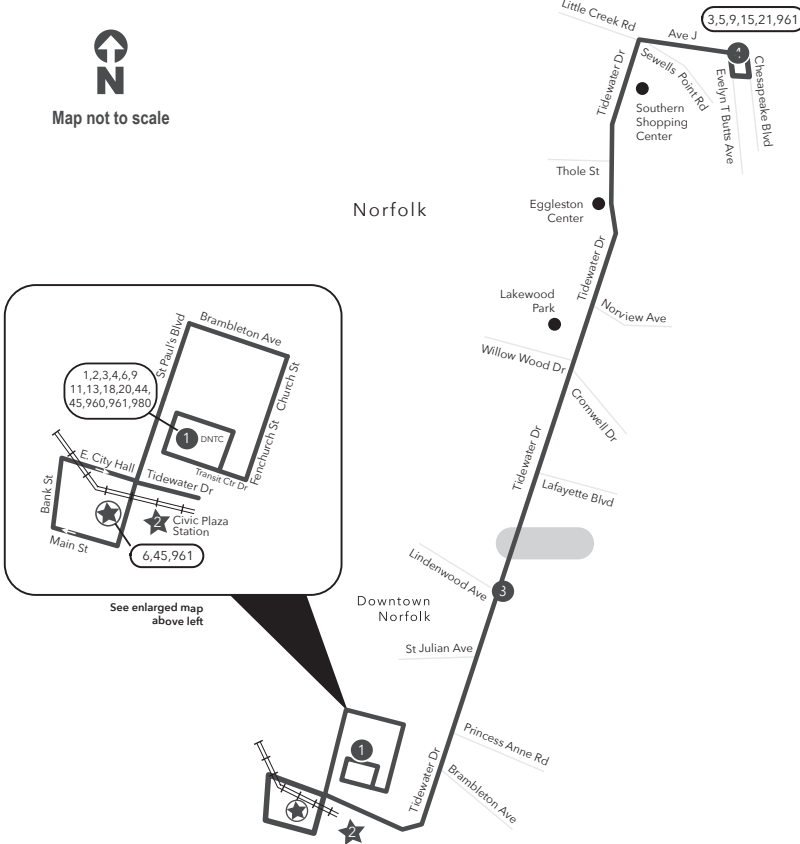 Little Creek Rd
3,5,9,15,21,961
Ave J
4
N
Map not to scale
Tidewater Dr
Sewells Point Rd
Evelyn T Butts Ave
Chesapeake Blvd
Southern
Shopping
Center
Thole St
Eggleston
Center
Norfolk
Tidewater Dr
Lakewood
Park
Norview Ave
Willow Wood Dr
Cromwell Dr
Tidewater Dr
Lafayette Blvd
Brambleton Ave
St Paul's Blvd
Church St
1,2,3,4,6,9
11,13,18,20,44,
45,960,961,980
1
DNTC
Fenchurch St
Transit Ctr Dr
E. City Hall
Tidewater Dr
Bank St
2
Civic Plaza
Station
Main St
6,45,961
Lindenwood Ave
3
See enlarged map
above left
Downtown
Norfolk
St Julian Ave
1
Princess Anne Rd
Tidewater Dr
Brambleton Ave
2